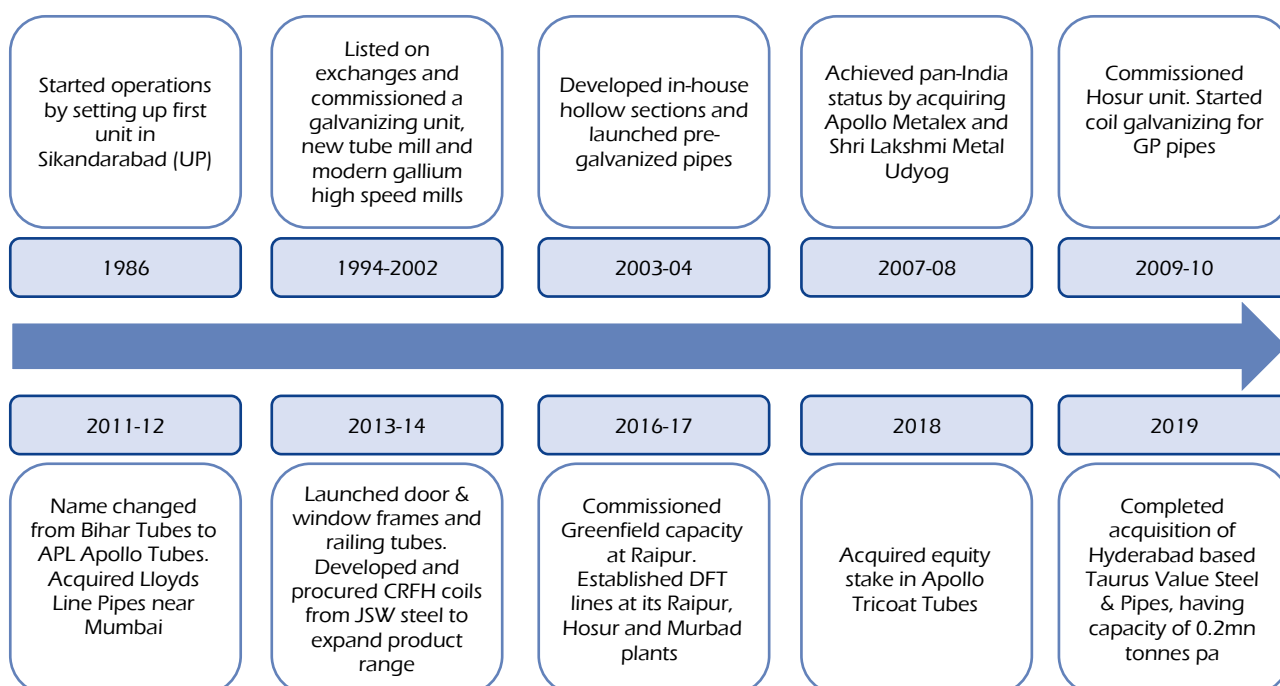 Started operations
by setting up first
unit in
Sikandarabad (UP)
Listed on
exchanges and
commissioned a
galvanizing unit,
new tube mill and
modern gallium
high speed mills
Developed in-house
hollow sections and
launched pre-
galvanized pipes
Achieved pan-India
status by acquiring
Apollo Metalex and
Shri Lakshmi Metal
Udyog
Commissioned
Hosur unit. Started
coil galvanizing for
GP pipes
1986
1994-2002
2003-04
2007-08
2009-10
2011-12
2013-14
2016-17
2018
2019
Name changed
from Bihar Tubes to
APL Apollo Tubes.
Acquired Lloyds
Line Pipes near
Mumbai
Launched door &
window frames and
railing tubes.
Developed and
procured CRFH coils
from JSW steel to
expand product
range
Commissioned
Greenfield capacity
at Raipur.
Established DFT
lines at its Raipur,
Hosur and Murbad
plants
Acquired equity
stake in Apollo
Tricoat Tubes
Completed
acquisition of
Hyderabad based
Taurus Value Steel
& Pipes, having
capacity of 0.2mn
tonnes pa